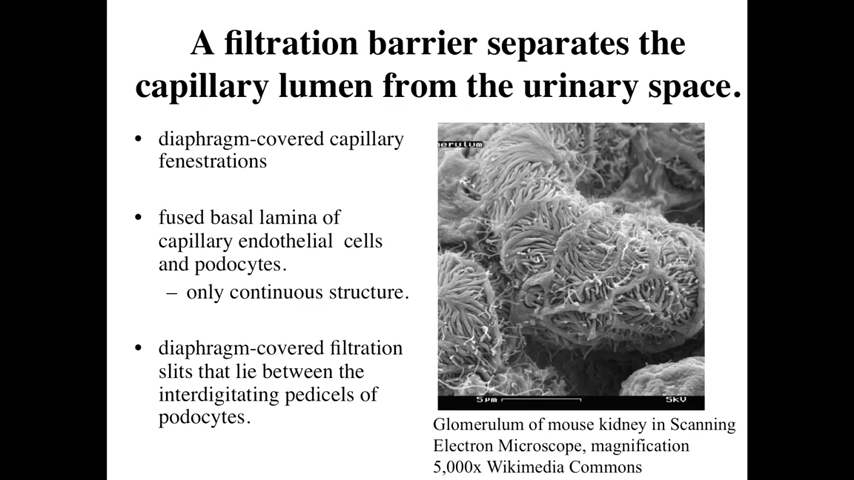 A filtration barrier separates the
capillary lumen from the urinary space.
• diaphragm-covered capillary
fenestrations
• fused basal lamina of
capillary endothelial cells
and podocytes.
– only continuous structure.
• diaphragm-covered filtration
slits that lie between the
interdigitating pedicels of
podocytes.
merulum
5µm
5kV
Glomerulum of mouse kidney in Scanning
Electron Microscope, magnification
5,000x Wikimedia Commons